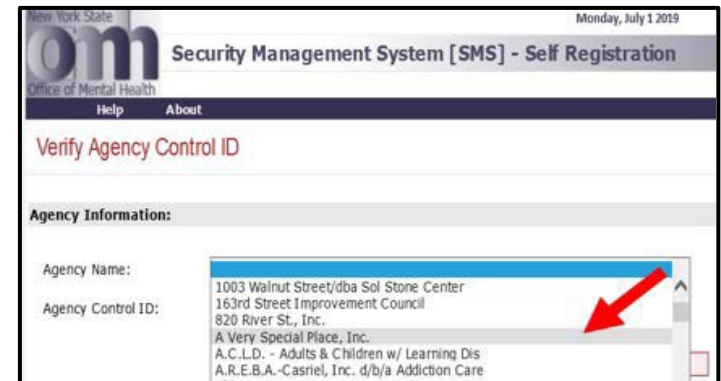 New York State
Monday, July 1 2019
omh
Security Management System [SMS] - Self Registration
Office of Mental Health
Help About
Verify Agency Control ID
Agency Information:
Agency Name:
1003 Walnut Street/dba Sol Stone Center
Agency Control ID:
163rd Street Improvement Council
820 River St., Inc.
A Very Special Place, Inc.
A.C.L.D. - Adults & Children w/ Learning Dis
A.R.E.B.A.-Casriel, Inc. d/b/a Addiction Care